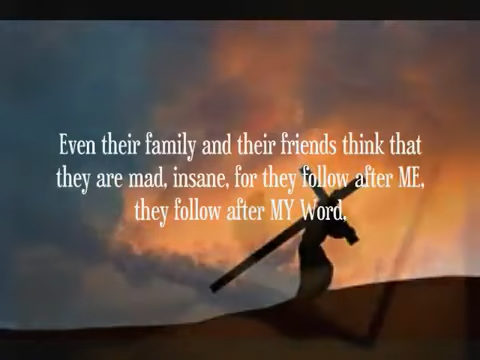 Even their family and their friends think that
they are mad, insane, for they follow after ME,
they follow after MY Word.